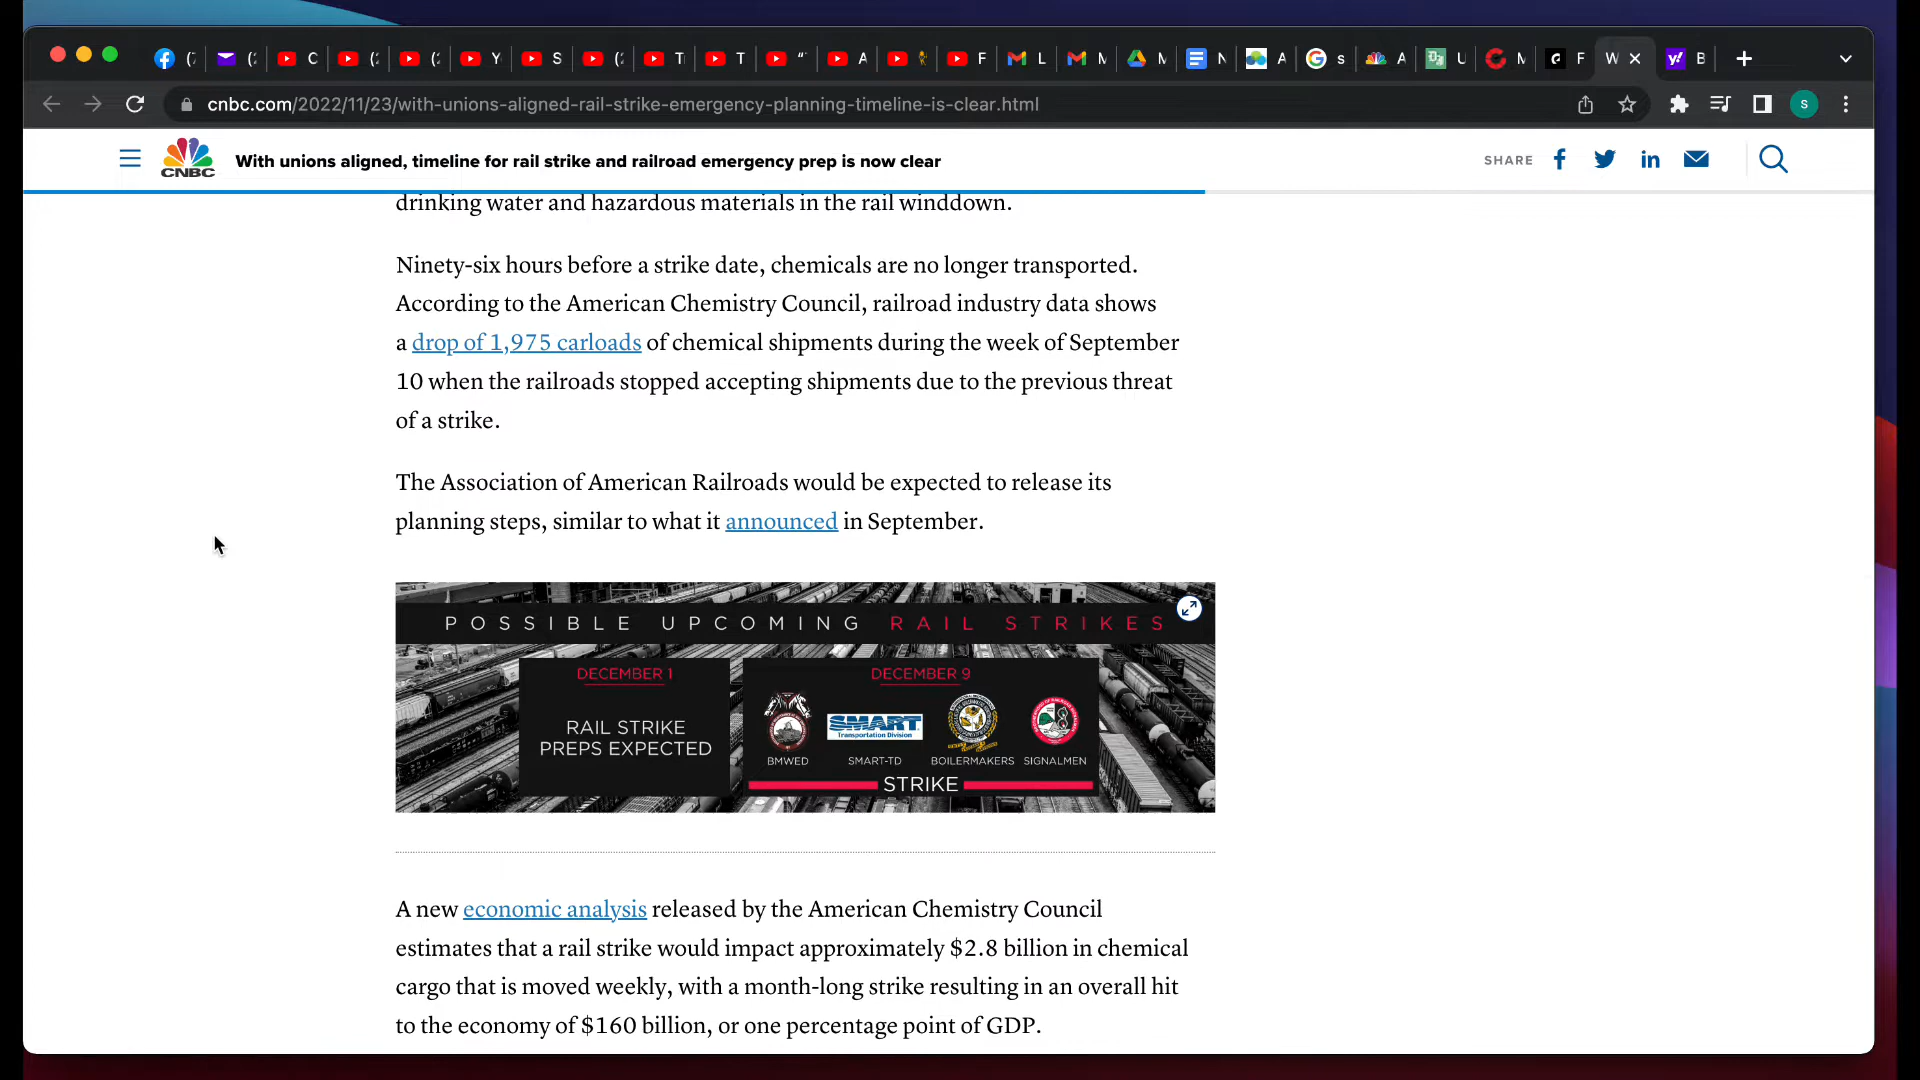 ( ( C ( ( Y S ( T T " A F L M M N A s A U M F W B
cnbc.com/2022/11/23/with-unions-aligned-rail-strike-emergency-planning-timeline-is-clear.html
S
CNBC
With unions aligned, timeline for rail strike and railroad emergency prep is now clear
SHARE
drinking water and hazardous materials in the rail winddown.
Ninety-six hours before a strike date, chemicals are no longer transported.
According to the American Chemistry Council, railroad industry data shows
a drop of 1,975 carloads of chemical shipments during the week of September
10 when the railroads stopped accepting shipments due to the previous threat
of a strike.
The Association of American Railroads would be expected to release its
planning steps, similar to what it announced in September.
POSSIBLE UPCOMING RAIL STRIKES
DECEMBER 1
RAIL STRIKE
PREPS EXPECTED
DECEMBER 9
SMART
Transportation Division
BMWED SMART-TD BOILERMAKERS SIGNALMEN
STRIKE
A new economic analysis released by the American Chemistry Council
estimates that a rail strike would impact approximately $2.8 billion in chemical
cargo that is moved weekly, with a month-long strike resulting in an overall hit
to the economy of $160 billion, or one percentage point of GDP.